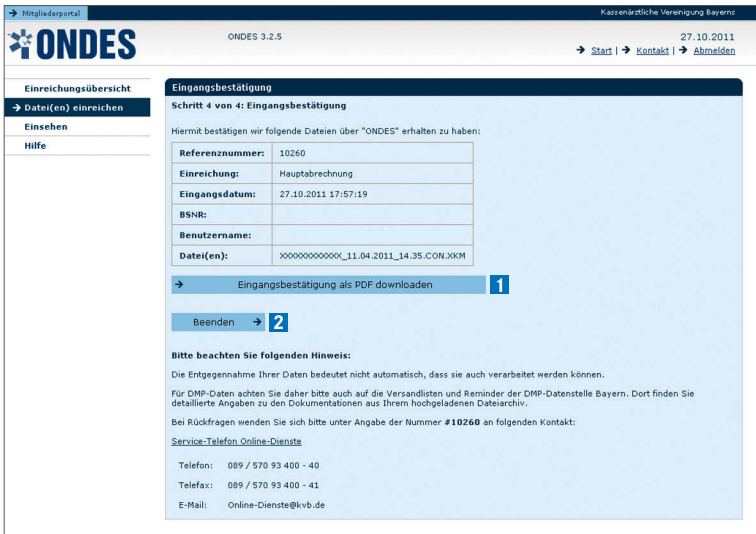 Mitgliederportal
Kassenärztliche Vereinigung Bayerns
ONDES
ONDES 3.2.5
27.10.2011
Start | Kontakt | Abmelden
Einreichungsübersicht
Datei(en) einreichen
Einsehen
Hilfe
Eingangsbestätigung
Schritt 4 von 4: Eingangsbestätigung
Hiermit bestätigen wir folgende Dateien über "ONDES" erhalten zu haben:
Referenznummer: 10260
Einreichung: Hauptabrechnung
Eingangsdatum: 27.10.2011 17:57:19
BSNR:
Benutzername:
Datei(en): XXXXXXXXXXXX_11.04.2011_14.35.CON.XKM
Eingangsbestätigung als PDF downloaden 1
Beenden 2
Bitte beachten Sie folgenden Hinweis:
Die Entgegennahme Ihrer Daten bedeutet nicht automatisch, dass sie auch verarbeitet werden können.
Für DMP-Daten achten Sie daher bitte auch auf die Versandlisten und Reminder der DMP-Datenstelle Bayern. Dort finden Sie
detaillierte Angaben zu den Dokumentationen aus Ihrem hochgeladenen Dateiarchiv.
Bei Rückfragen wenden Sie sich bitte unter Angabe der Nummer #10260 an folgenden Kontakt:
Service-Telefon Online-Dienste
Telefon: 089 / 570 93 400 - 40
Telefax: 089 / 570 93 400 - 41
E-Mail: Online-Dienste@kvb.de